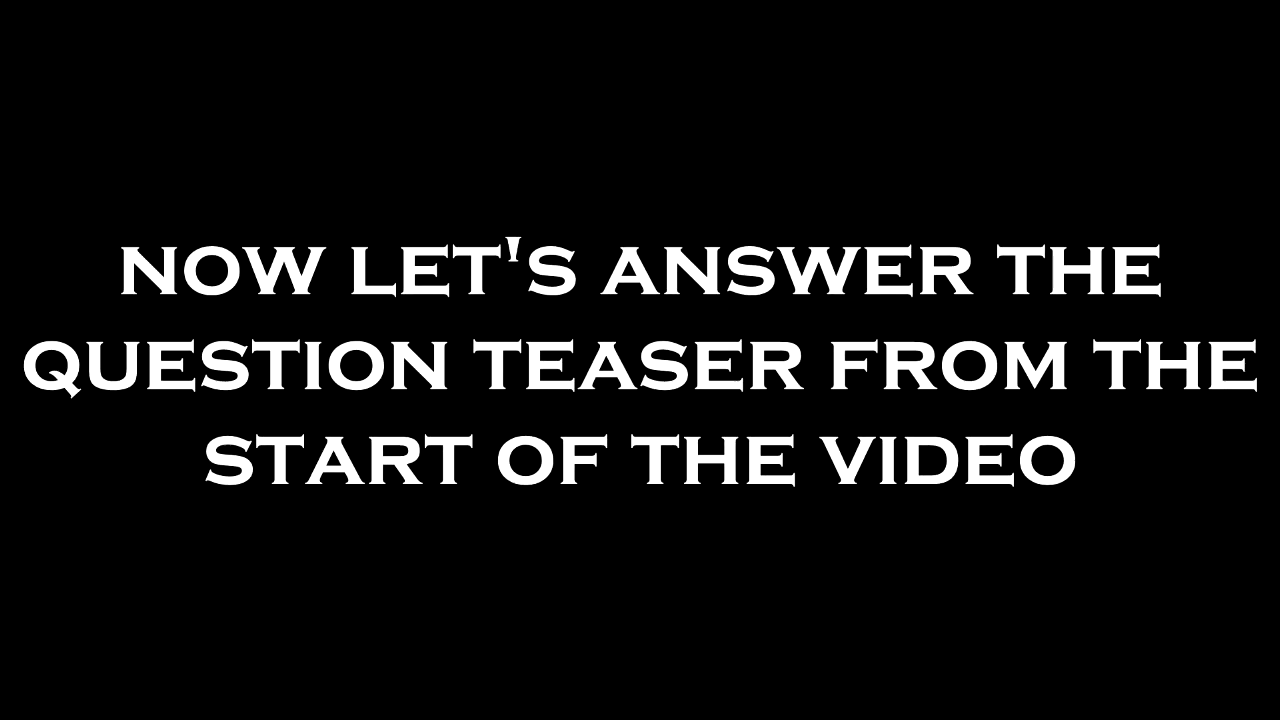 NOW LET'S ANSWER THE
QUESTION TEASER FROM THE
START OF THE VIDEO